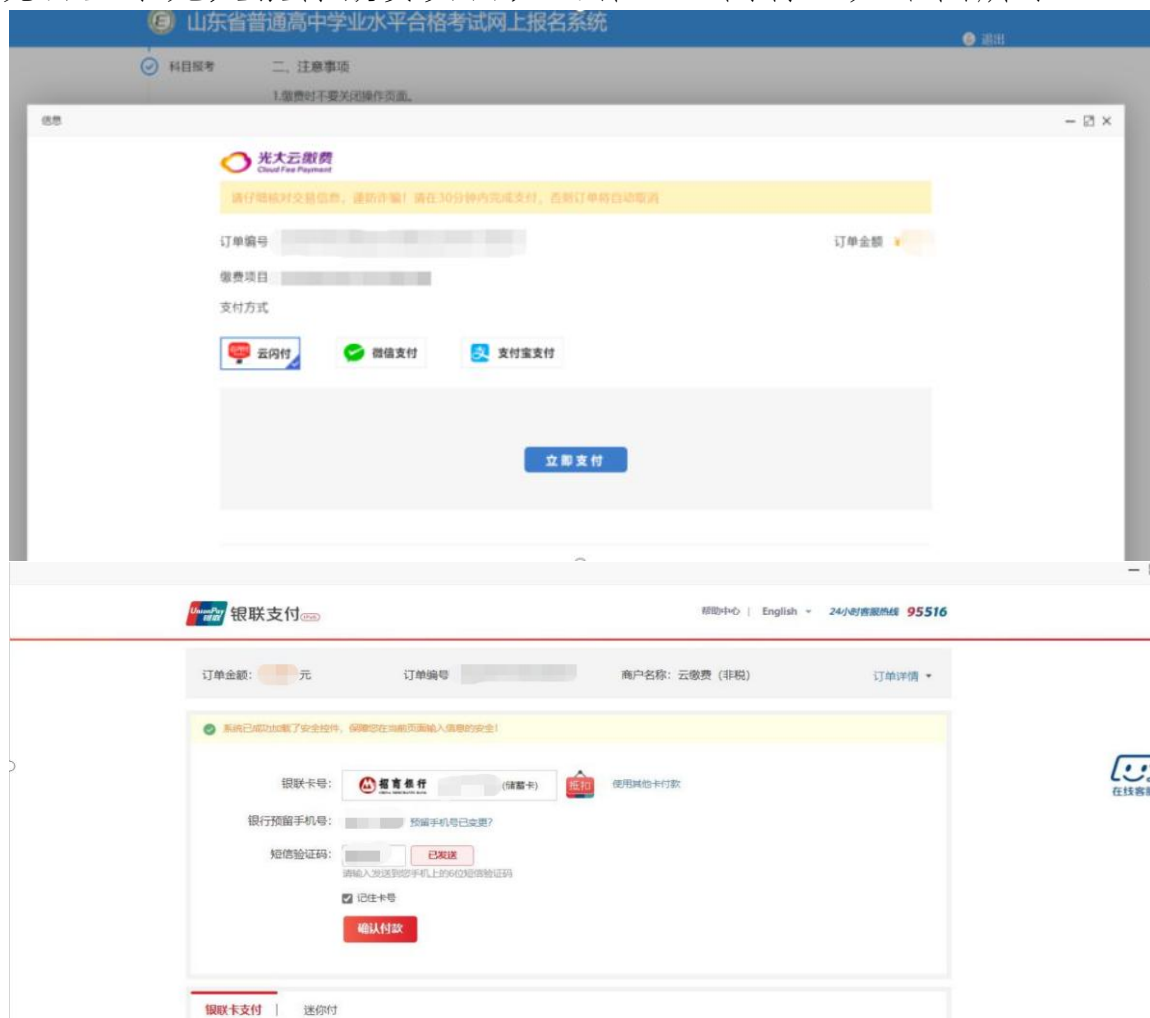 山东省普通高中学业水平合格考试网上报名系统
退出
科目报考
二、注意事项
1.缴费时不要关闭操作页面。
信息
光大云缴费
Cloud Fee Payment
请仔细核对交易信息,谨防诈骗!请在30分钟内完成支付,否则订单将自动取消
订单编号
订单金额 ¥
缴费项目
支付方式
云闪付
微信支付
支付宝支付
立即支付
UnionPay 银联
银联支付
帮助中心 | English
24小时客服热线 95516
订单金额: 元
订单编号
商户名称:云缴费(非税)
订单详情
系统已成功加载了安全控件,保障您在当前页面输入信息的安全!
银联卡号:
招商银行
(储蓄卡)
抵扣
使用其他卡付款
银行预留手机号:
预留手机号已变更?
短信验证码:
已发送
请输入发送到您手机上的6位短信验证码
记住卡号
确认付款
在线客
银联卡支付 | 迷你付